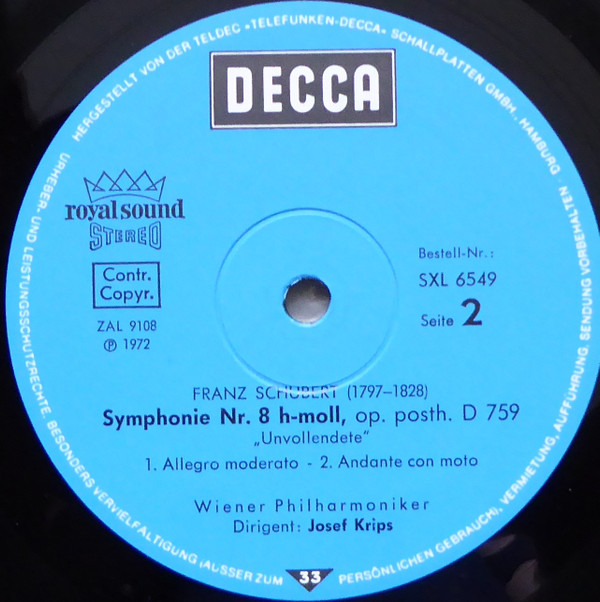 HERGESTELLT VON DER TELDEC »TELEFUNKEN-DECCA« SCHALLPLATTEN GMBH., HAMBURG
DECCA
royal sound
STEREO
Contr.
Copyr.
ZAL 9108
℗ 1972
Bestell-Nr.:
SXL 6549
Seite 2
FRANZ SCHUBERT (1797–1828)
Symphonie Nr. 8 h-moll, op. posth. D 759
„Unvollendete“
1. Allegro moderato - 2. Andante con moto
Wiener Philharmoniker
Dirigent: Josef Krips
URHEBER- UND LEISTUNGSSCHUTZRECHTE, BESONDERS VERVIELFÄLTIGUNG (AUSSER ZUM
33
PERSÖNLICHEN GEBRAUCH), VERMIETUNG, AUFFÜHRUNG, SENDUNG VORBEHALTEN